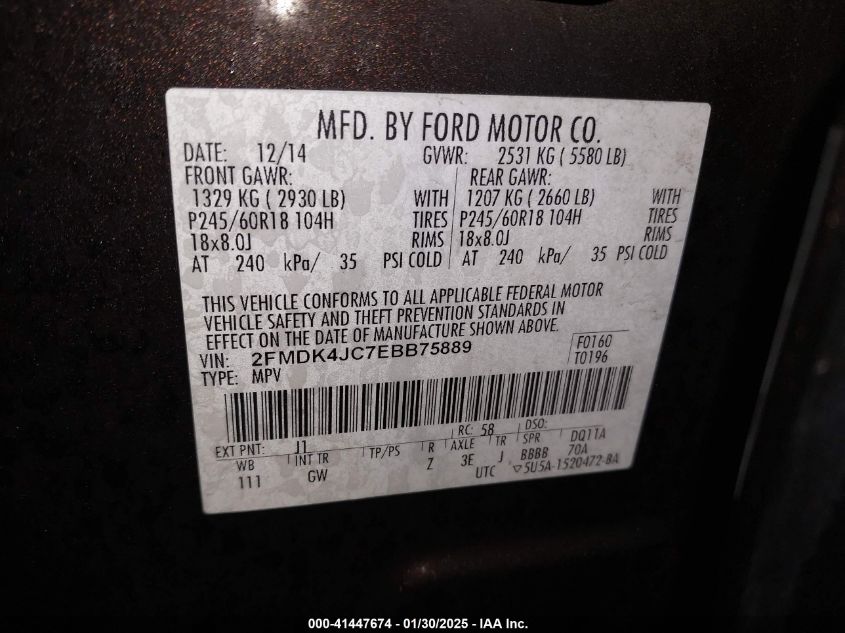 MFD. BY FORD MOTOR CO.
DATE: 12/14 GVWR: 2531 KG ( 5580 LB)
FRONT GAWR: REAR GAWR:
1329 KG ( 2930 LB) WITH 1207 KG ( 2660 LB) WITH
P245/60R18 104H TIRES P245/60R18 104H TIRES
18x8.0J RIMS 18x8.0J RIMS
AT 240 kPa/ 35 PSI COLD AT 240 kPa/ 35 PSI COLD
THIS VEHICLE CONFORMS TO ALL APPLICABLE FEDERAL MOTOR
VEHICLE SAFETY AND THEFT PREVENTION STANDARDS IN
EFFECT ON THE DATE OF MANUFACTURE SHOWN ABOVE.
VIN: 2FMDK4JC7EBB75889 F0160
TYPE: MPV T0196
EXT PNT: J1 RC: 58 DSO:
WB INT TR TP/PS R AXLE TR SPR DQ11A
111 GW Z 3E J BBBB 70A
UTC ▽5U5A-1520472-BA
000-41447674 — 01/30/2025 - IAA Inc.